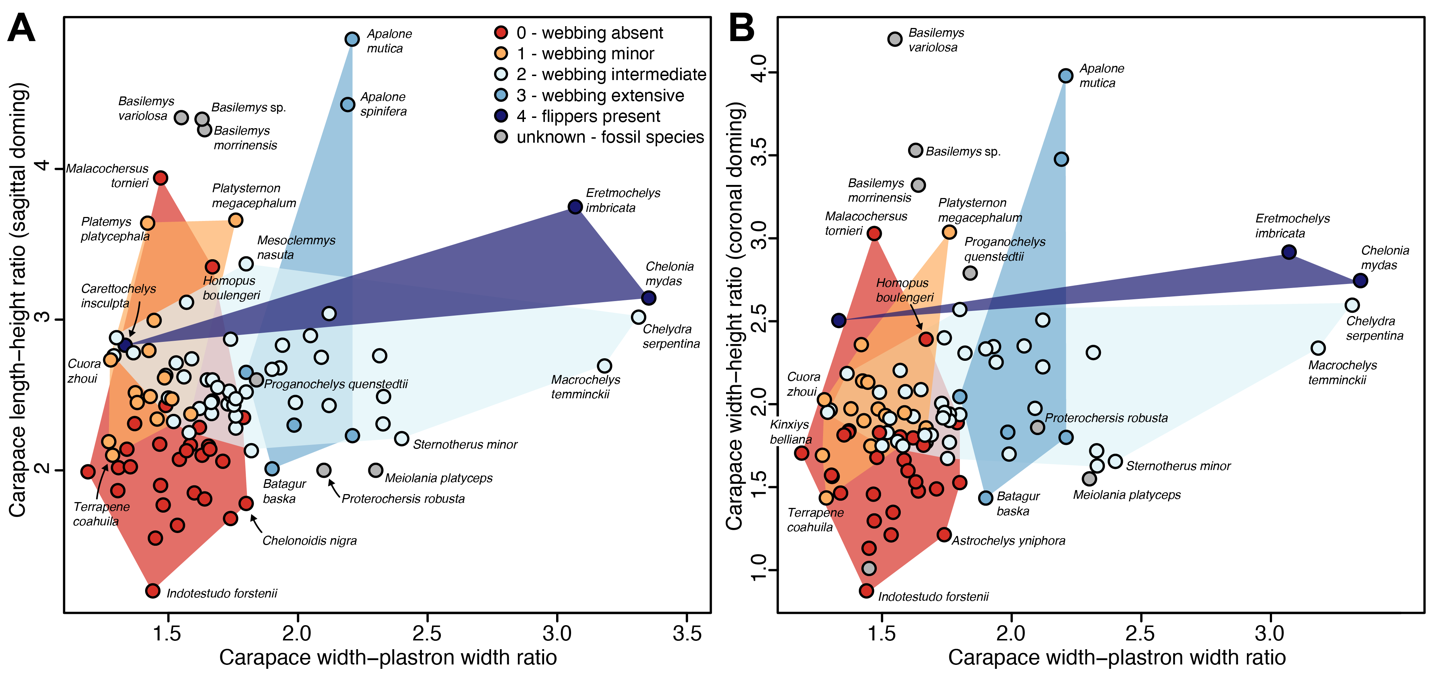 A
Carapace length–height ratio (sagittal doming)
4
3
2
Apalone
mutica
Apalone
spinifera
0 - webbing absent
1 - webbing minor
2 - webbing intermediate
3 - webbing extensive
4 - flippers present
unknown - fossil species
Basilemys
variolosa
Basilemys sp.
Basilemys
morrinensis
Malacochersus
tornieri
Platysternon
megacephalum
Platemys
platycephala
Eretmochelys
imbricata
Mesoclemmys
nasuta
Carettochelys
insculpta
Homopus
boulengeri
Chelonia
mydas
Chelydra
serpentina
Cuora
zhoui
Proganochelys quenstedtii
Macrochelys
temminckii
Sternotherus minor
Terrapene
coahuila
Batagur
baska
Meiolania platyceps
Proterochersis robusta
Chelonoidis nigra
Indotestudo forstenii
1.5
2.0
2.5
3.0
3.5
Carapace width–plastron width ratio
B
Carapace width–height ratio (coronal doming)
4.0
3.5
3.0
2.5
2.0
1.5
1.0
Basilemys
variolosa
Apalone
mutica
Basilemys sp.
Basilemys
morrinensis
Malacochersus
tornieri
Platysternon
megacephalum
Proganochelys
quenstedtii
Eretmochelys
imbricata
Chelonia
mydas
Homopus
boulengeri
Chelydra
serpentina
Macrochelys
temminckii
Cuora
zhoui
Kinxiys
belliana
Proterochersis robusta
Sternotherus minor
Meiolania platyceps
Terrapene
coahuila
Batagur
baska
Astrochelys yniphora
Indotestudo forstenii
1.5
2.0
2.5
3.0
Carapace width–plastron width ratio